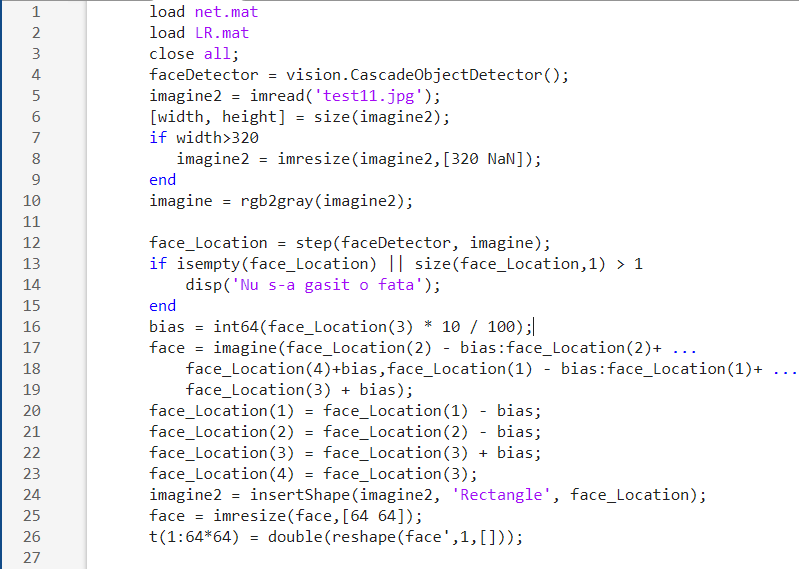 1 load net.mat
2 load LR.mat
3 close all;
4 faceDetector = vision.CascadeObjectDetector();
5 imagine2 = imread('test11.jpg');
6 [width, height] = size(imagine2);
7 if width>320
8    imagine2 = imresize(imagine2,[320 NaN]);
9 end
10 imagine = rgb2gray(imagine2);
11
12 face_Location = step(faceDetector, imagine);
13 if isempty(face_Location) || size(face_Location,1) > 1
14     disp('Nu s-a gasit o fata');
15 end
16 bias = int64(face_Location(3) * 10 / 100);
17 face = imagine(face_Location(2) - bias:face_Location(2)+ ...
18     face_Location(4)+bias,face_Location(1) - bias:face_Location(1)+ ...
19     face_Location(3) + bias);
20 face_Location(1) = face_Location(1) - bias;
21 face_Location(2) = face_Location(2) - bias;
22 face_Location(3) = face_Location(3) + bias;
23 face_Location(4) = face_Location(3);
24 imagine2 = insertShape(imagine2, 'Rectangle', face_Location);
25 face = imresize(face,[64 64]);
26 t(1:64*64) = double(reshape(face',1,[]));
27